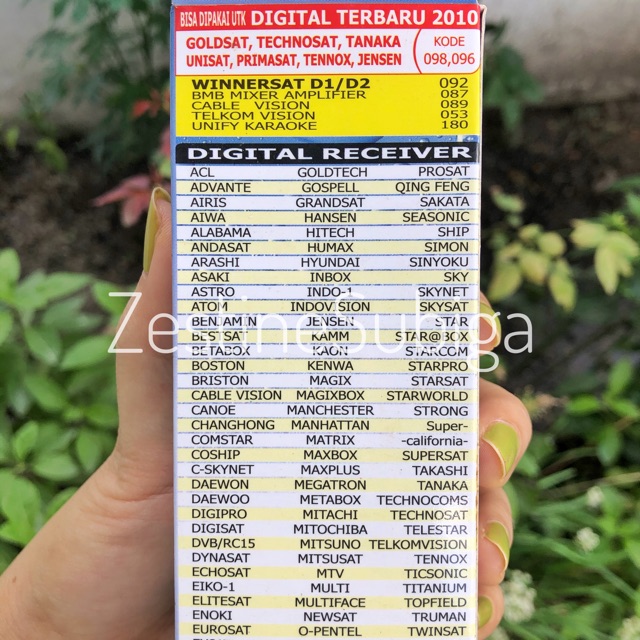 BISA DIPAKAI UTK DIGITAL TERBARU 2010
GOLDSAT, TECHNOSAT, TANAKA
UNISAT, PRIMASAT, TENNOX, JENSEN
KODE
098,096
WINNERSAT D1/D2 092
BMB MIXER AMPLIFIER 087
CABLE VISION 089
TELKOM VISION 053
UNIFY KARAOKE 180
DIGITAL RECEIVER
ACL GOLDTECH PROSAT
ADVANTE GOSPELL QING FENG
AIRIS GRANDSAT SAKATA
AIWA HANSEN SEASONIC
ALABAMA HITECH SHIP
ANDASAT HUMAX SIMON
ARASHI HYUNDAI SINYOKU
ASAKI INBOX SKY
ASTRO INDO-1 SKYNET
ATOM INDOVISION SKYSAT
BENJAMIN JENSEN STAR
BESTSAT KAMM STAR@BOX
BETABOX KAON STARCOM
BOSTON KENWA STARPRO
BRISTON MAGIX STARSAT
CABLE VISION MAGIXBOX STARWORLD
CANOE MANCHESTER STRONG
CHANGHONG MANHATTAN Super-
COMSTAR MATRIX -california-
COSHIP MAXBOX SUPERSAT
C-SKYNET MAXPLUS TAKASHI
DAEWON MEGATRON TANAKA
DAEWOO METABOX TECHNOCOMS
DIGIPRO MITACHI TECHNOSAT
DIGISAT MITOCHIBA TELESTAR
DVB/RC15 MITSUNO TELKOMVISION
DYNASAT MITSUSAT TENNOX
ECHOSAT MTV TICSONIC
EIKO-1 MULTI TITANIUM
ELITESAT MULTIFACE TOPFIELD
ENOKI NEWSAT TRUMAN
EUROSAT O-PENTEL TWINSAT